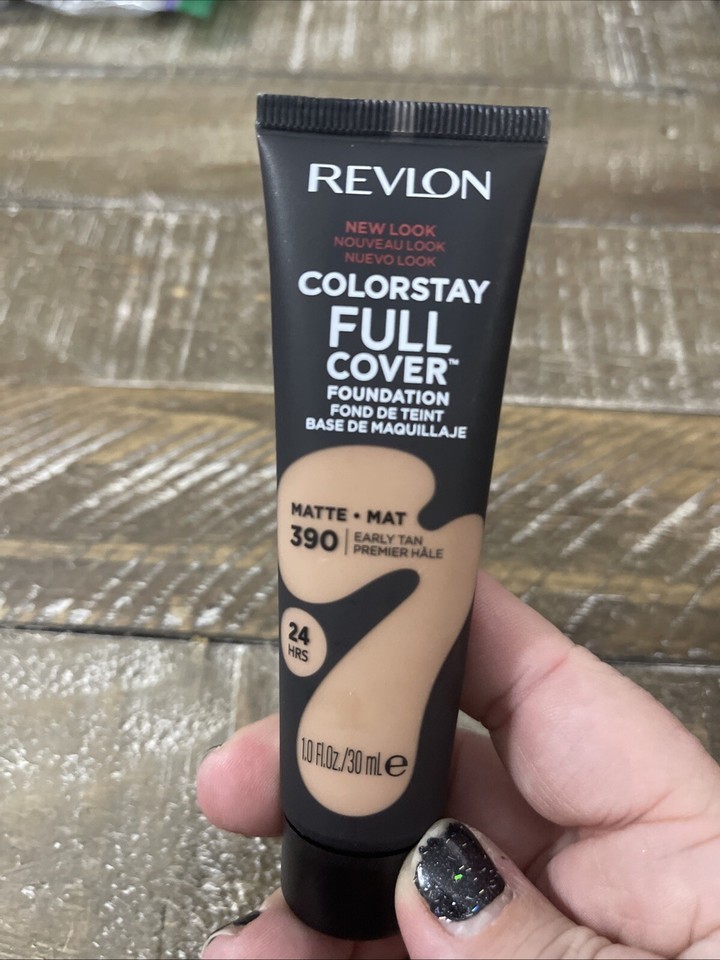 REVLON
NEW LOOK
NOUVEAU LOOK
NUEVO LOOK
COLORSTAY
FULL
COVER™
FOUNDATION
FOND DE TEINT
BASE DE MAQUILLAJE
MATTE • MAT
390 | EARLY TAN
PREMIER HÂLE
24
HRS
1.0 Fl.Oz./30 mL ℮